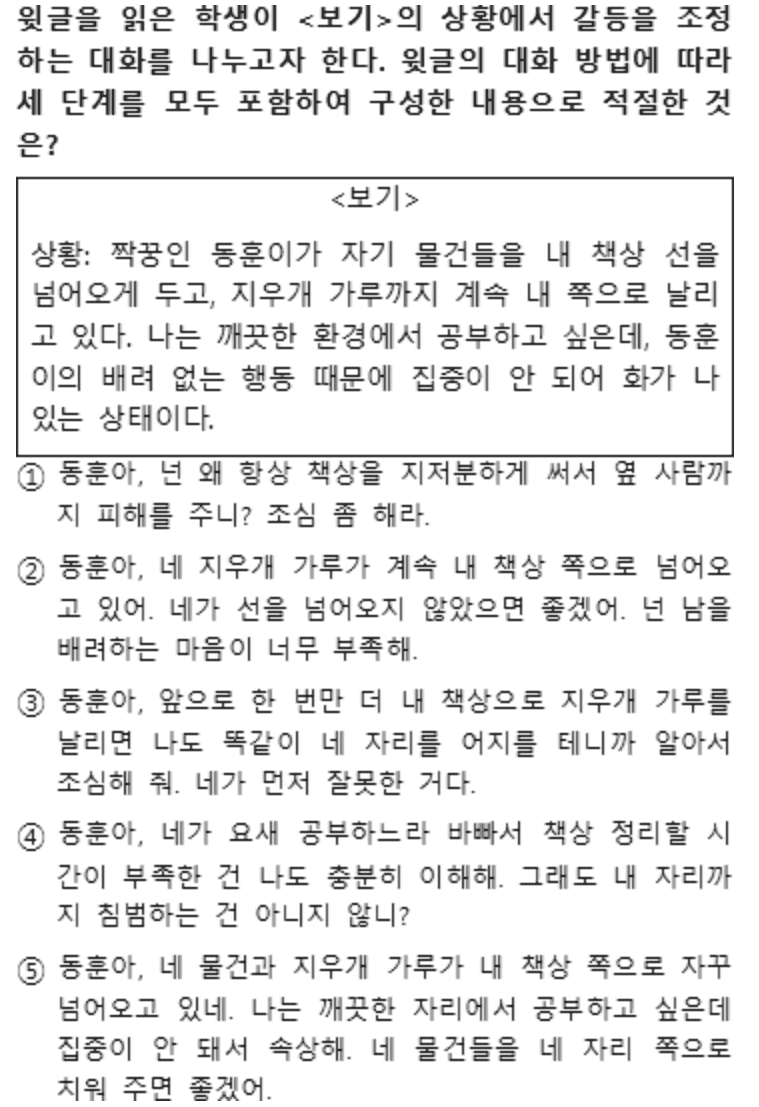 윗글을 읽은 학생이 <보기>의 상황에서 갈등을 조정
하는 대화를 나누고자 한다. 윗글의 대화 방법에 따라
세 단계를 모두 포함하여 구성한 내용으로 적절한 것
은?
<보기>
상황: 짝꿍인 동훈이가 자기 물건들을 내 책상 선을
넘어오게 두고, 지우개 가루까지 계속 내 쪽으로 날리
고 있다. 나는 깨끗한 환경에서 공부하고 싶은데, 동훈
이의 배려 없는 행동 때문에 집중이 안 되어 화가 나
있는 상태이다.
① 동훈아, 넌 왜 항상 책상을 지저분하게 써서 옆 사람까
지 피해를 주니? 조심 좀 해라.
② 동훈아, 네 지우개 가루가 계속 내 책상 쪽으로 넘어오
고 있어. 네가 선을 넘어오지 않았으면 좋겠어. 넌 남을
배려하는 마음이 너무 부족해.
③ 동훈아, 앞으로 한 번만 더 내 책상으로 지우개 가루를
날리면 나도 똑같이 네 자리를 어지를 테니까 알아서
조심해 줘. 네가 먼저 잘못한 거다.
④ 동훈아, 네가 요새 공부하느라 바빠서 책상 정리할 시
간이 부족한 건 나도 충분히 이해해. 그래도 내 자리까
지 침범하는 건 아니지 않니?
⑤ 동훈아, 네 물건과 지우개 가루가 내 책상 쪽으로 자꾸
넘어오고 있네. 나는 깨끗한 자리에서 공부하고 싶은데
집중이 안 돼서 속상해. 네 물건들을 네 자리 쪽으로
치워 주면 좋겠어.